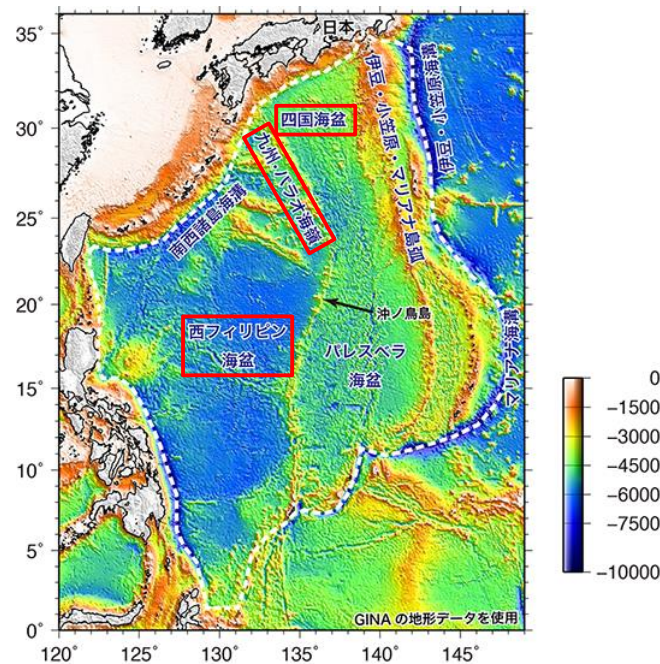 日本
35°
伊豆・小笠原海溝
伊豆・小笠原・マリアナ島弧
四国海盆
30°
九州・パラオ海嶺
南西諸島海溝
25°
20°
沖ノ鳥島
マリアナ海溝
西フィリピン
海盆
パレスベラ
海盆
15°
10°
5°
0°
GINAの地形データを使用
120°
125°
130°
135°
140°
145°
0
-1500
-3000
-4500
-6000
-7500
-10000